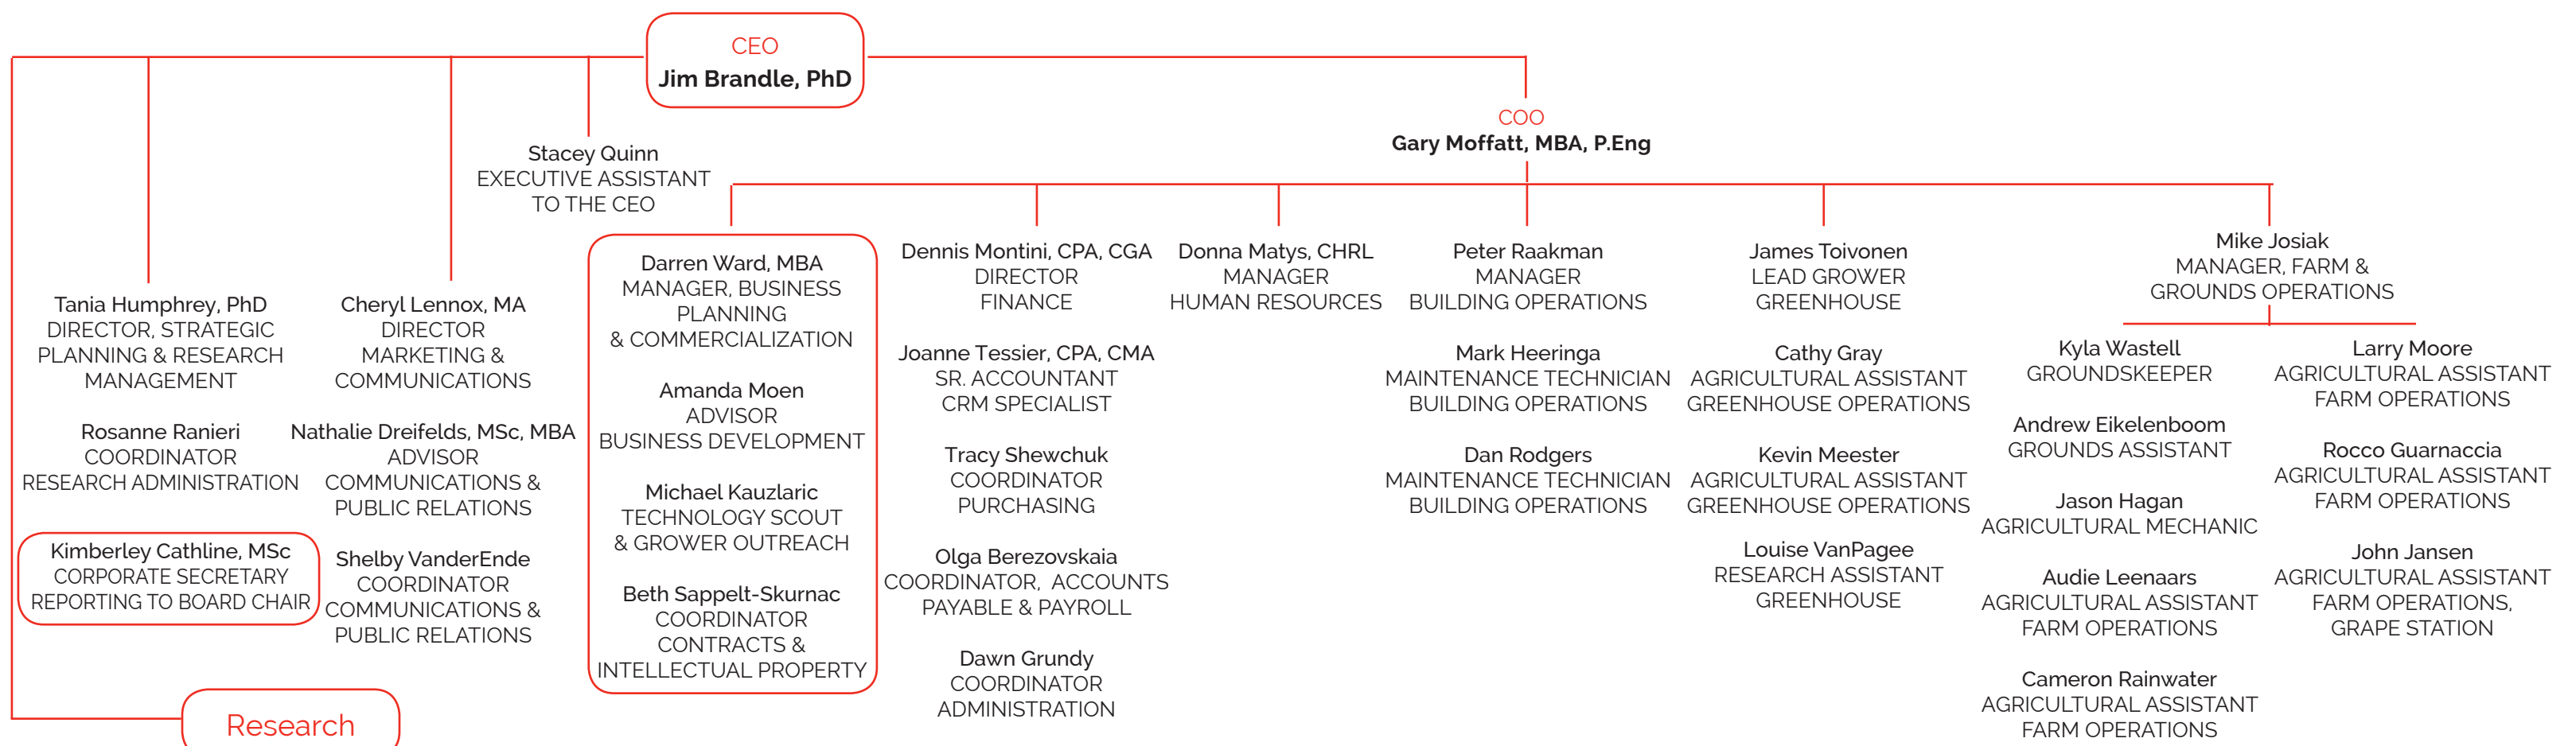 CEO
Jim Brandle, PhD
COO
Gary Moffatt, MBA, P.Eng
Stacey Quinn
EXECUTIVE ASSISTANT
TO THE CEO
Tania Humphrey, PhD
DIRECTOR, STRATEGIC
PLANNING & RESEARCH
MANAGEMENT
Rosanne Ranieri
COORDINATOR
RESEARCH ADMINISTRATION
Kimberley Cathline, MSc
CORPORATE SECRETARY
REPORTING TO BOARD CHAIR
Cheryl Lennox, MA
DIRECTOR
MARKETING &
COMMUNICATIONS
Nathalie Dreifelds, MSc, MBA
ADVISOR
COMMUNICATIONS &
PUBLIC RELATIONS
Shelby VanderEnde
COORDINATOR
COMMUNICATIONS &
PUBLIC RELATIONS
Darren Ward, MBA
MANAGER, BUSINESS
PLANNING
& COMMERCIALIZATION
Amanda Moen
ADVISOR
BUSINESS DEVELOPMENT
Michael Kauzlaric
TECHNOLOGY SCOUT
& GROWER OUTREACH
Beth Sappelt-Skurnac
COORDINATOR
CONTRACTS &
INTELLECTUAL PROPERTY
Dennis Montini, CPA, CGA
DIRECTOR
FINANCE
Joanne Tessier, CPA, CMA
SR. ACCOUNTANT
CRM SPECIALIST
Tracy Shewchuk
COORDINATOR
PURCHASING
Olga Berezovskaia
COORDINATOR, ACCOUNTS
PAYABLE & PAYROLL
Dawn Grundy
COORDINATOR
ADMINISTRATION
Donna Matys, CHRL
MANAGER
HUMAN RESOURCES
Peter Raakman
MANAGER
BUILDING OPERATIONS
Mark Heeringa
MAINTENANCE TECHNICIAN
BUILDING OPERATIONS
Dan Rodgers
MAINTENANCE TECHNICIAN
BUILDING OPERATIONS
James Toivonen
LEAD GROWER
GREENHOUSE
Cathy Gray
AGRICULTURAL ASSISTANT
GREENHOUSE OPERATIONS
Kevin Meester
AGRICULTURAL ASSISTANT
GREENHOUSE OPERATIONS
Louise VanPagee
RESEARCH ASSISTANT
GREENHOUSE
Mike Josiak
MANAGER, FARM &
GROUNDS OPERATIONS
Kyla Wastell
GROUNDSKEEPER
Andrew Eikelenboom
GROUNDS ASSISTANT
Jason Hagan
AGRICULTURAL MECHANIC
Audie Leenaars
AGRICULTURAL ASSISTANT
FARM OPERATIONS
Cameron Rainwater
AGRICULTURAL ASSISTANT
FARM OPERATIONS
Larry Moore
AGRICULTURAL ASSISTANT
FARM OPERATIONS
Rocco Guarnaccia
AGRICULTURAL ASSISTANT
FARM OPERATIONS
John Jansen
AGRICULTURAL ASSISTANT
FARM OPERATIONS,
GRAPE STATION
Research